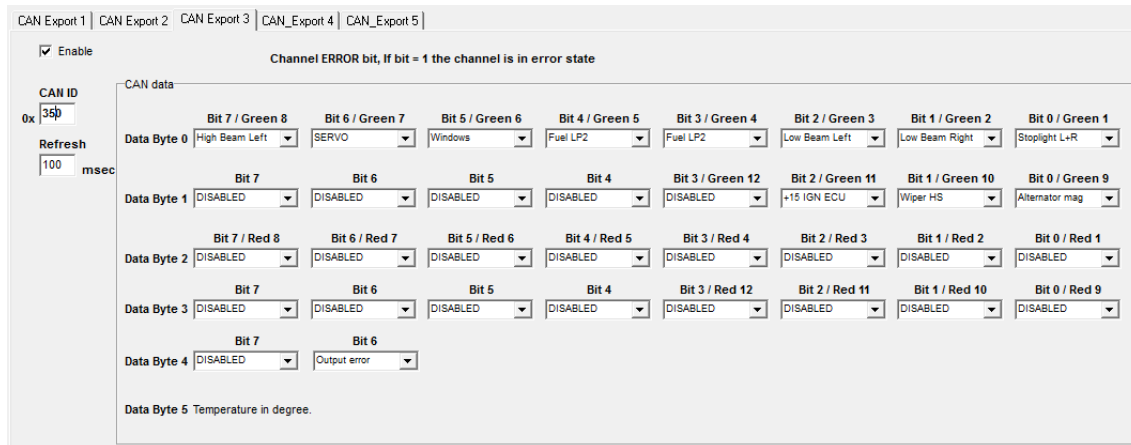 CAN Export 1 CAN Export 2 CAN Export 3 CAN_Export 4 CAN_Export 5
Enable
Channel ERROR bit, If bit = 1 the channel is in error state
CAN ID
0x 350
Refresh
100 msec
CAN data
Bit 7 / Green 8 Bit 6 / Green 7 Bit 5 / Green 6 Bit 4 / Green 5 Bit 3 / Green 4 Bit 2 / Green 3 Bit 1 / Green 2 Bit 0 / Green 1
Data Byte 0 High Beam Left SERVO Windows Fuel LP2 Fuel LP2 Low Beam Left Low Beam Right Stoplight L+R
Bit 7 Bit 6 Bit 5 Bit 4 Bit 3 / Green 12 Bit 2 / Green 11 Bit 1 / Green 10 Bit 0 / Green 9
Data Byte 1 DISABLED DISABLED DISABLED DISABLED DISABLED +15 IGN ECU Wiper HS Alternator mag
Bit 7 / Red 8 Bit 6 / Red 7 Bit 5 / Red 6 Bit 4 / Red 5 Bit 3 / Red 4 Bit 2 / Red 3 Bit 1 / Red 2 Bit 0 / Red 1
Data Byte 2 DISABLED DISABLED DISABLED DISABLED DISABLED DISABLED DISABLED DISABLED
Bit 7 Bit 6 Bit 5 Bit 4 Bit 3 / Red 12 Bit 2 / Red 11 Bit 1 / Red 10 Bit 0 / Red 9
Data Byte 3 DISABLED DISABLED DISABLED DISABLED DISABLED DISABLED DISABLED DISABLED
Bit 7 Bit 6
Data Byte 4 DISABLED Output error
Data Byte 5 Temperature in degree.